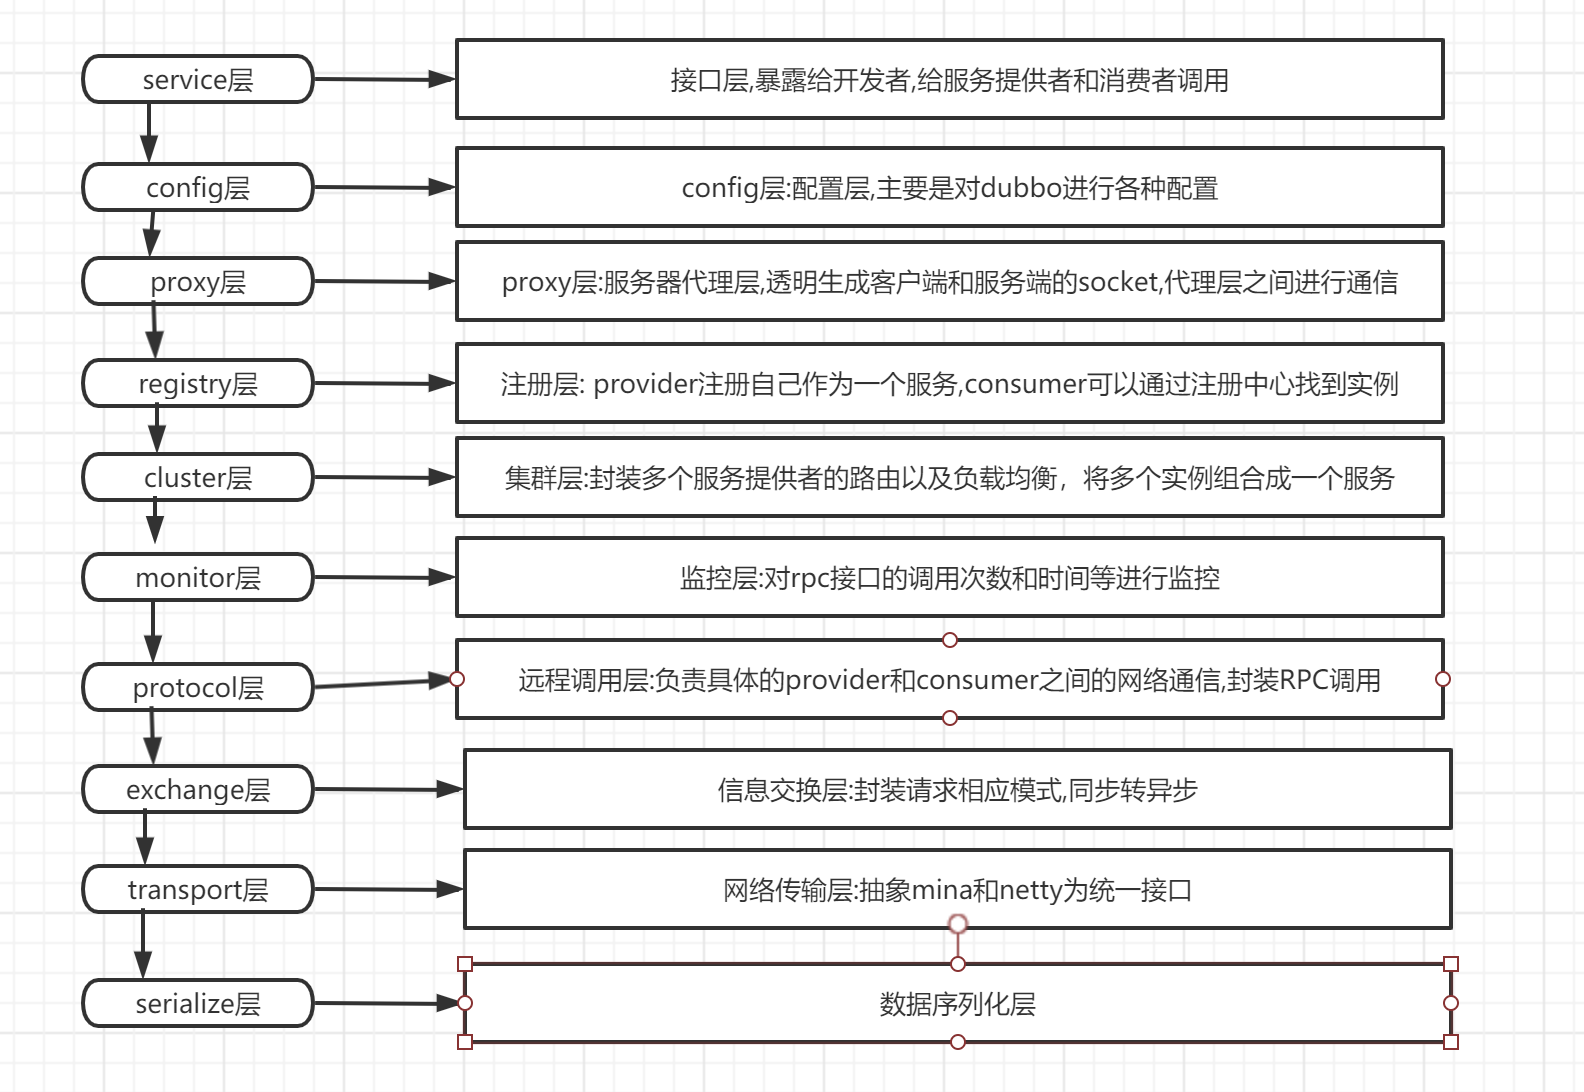 service层
接口层,暴露给开发者,给服务提供者和消费者调用
config层
config层:配置层,主要是对dubbo进行各种配置
proxy层
proxy层:服务器代理层,透明生成客户端和服务端的socket,代理层之间进行通信
registry层
注册层: provider注册自己作为一个服务,consumer可以通过注册中心找到实例
cluster层
集群层:封装多个服务提供者的路由以及负载均衡，将多个实例组合成一个服务
monitor层
监控层:对rpc接口的调用次数和时间等进行监控
protocol层
远程调用层:负责具体的provider和consumer之间的网络通信,封装RPC调用
exchange层
信息交换层:封装请求相应模式,同步转异步
transport层
网络传输层:抽象mina和netty为统一接口
serialize层
数据序列化层